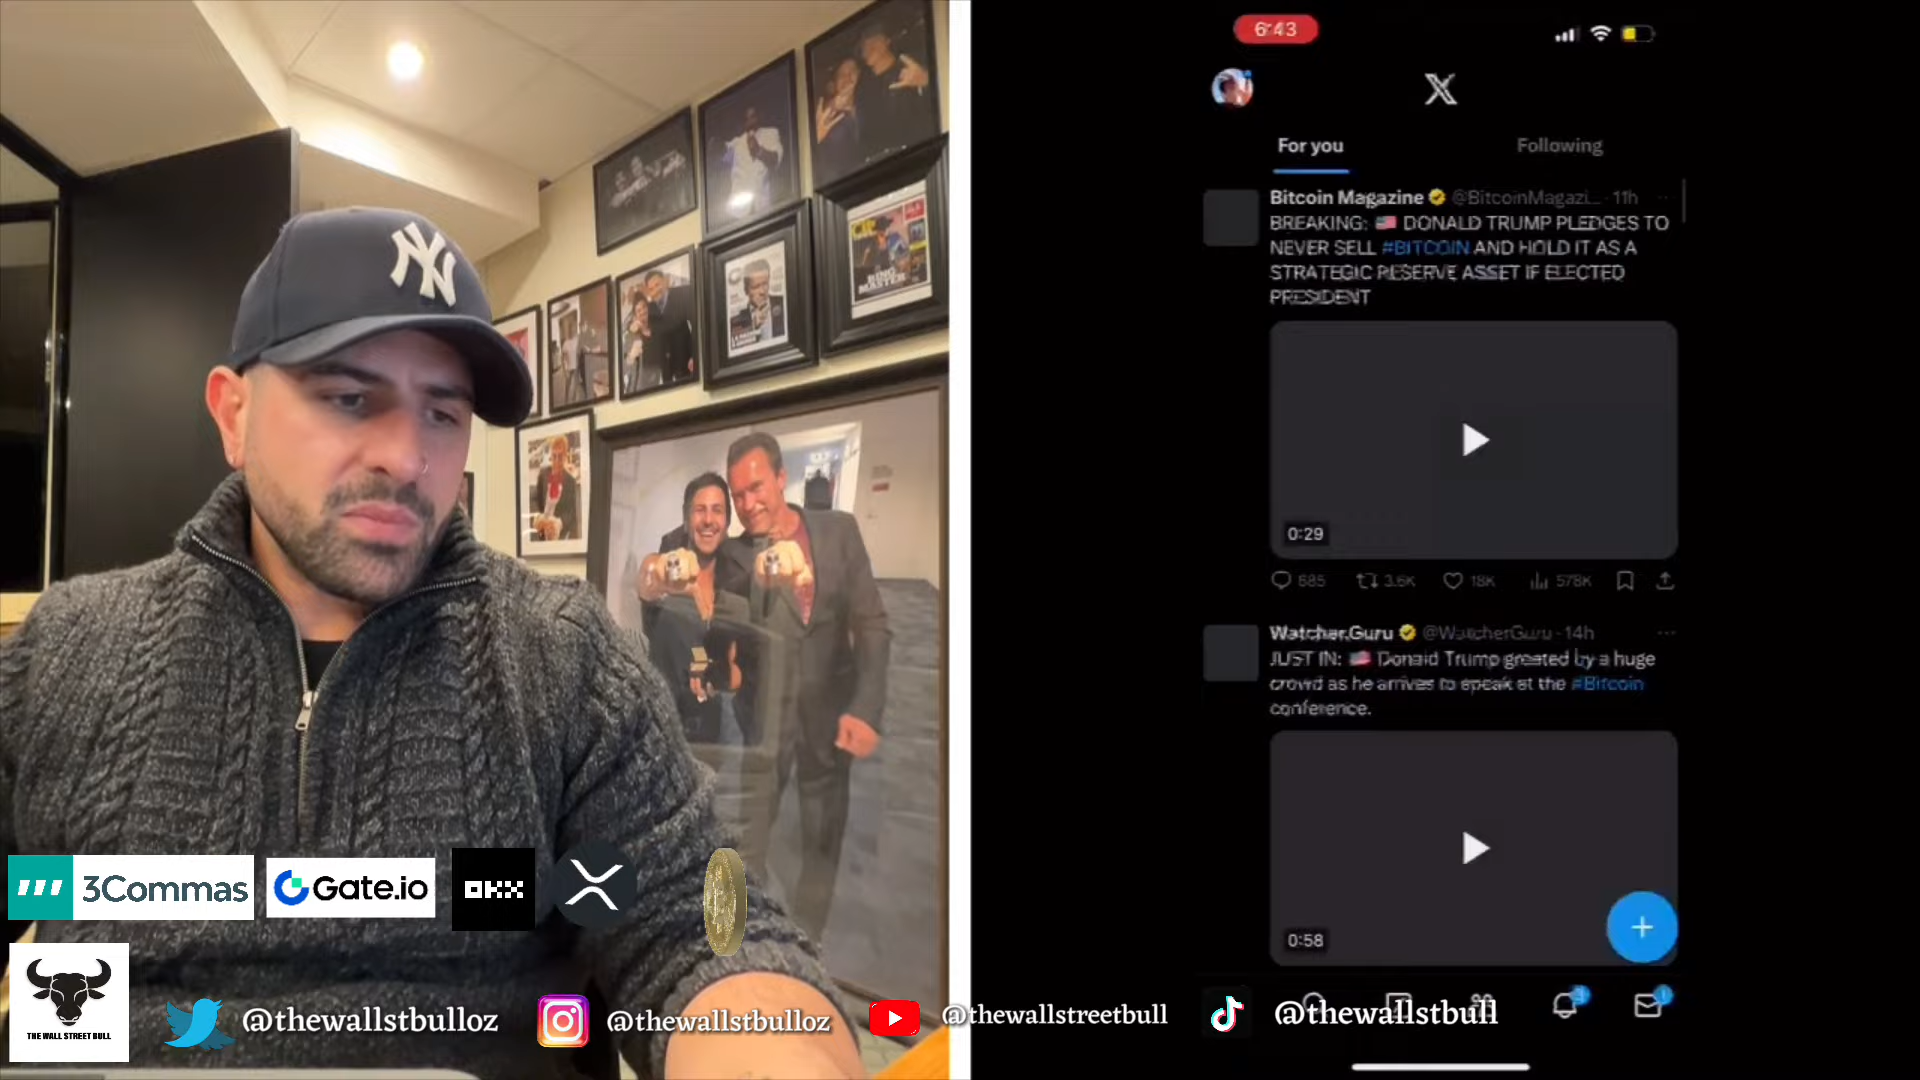 6:43
X
For you
Following
Bitcoin Magazine @BitcoinMagazi... · 11h
BREAKING: 🇺🇸 DONALD TRUMP PLEDGES TO
NEVER SELL #BITCOIN AND HOLD IT AS A
STRATEGIC RESERVE ASSET IF ELECTED
PRESIDENT
0:29
685 3.6K 18K 578K
Watcher.Guru @WatcherGuru · 14h
JUST IN: 🇺🇸 Donald Trump greeted by a huge
crowd as he arrives to speak at the #Bitcoin
conference.
0:58
RING
MASTER
3Commas
Gate.io
OKX
THE WALL STREET BULL
@thewallstbulloz
@thewallstbulloz
@thewallstreetbull
@thewallstbull